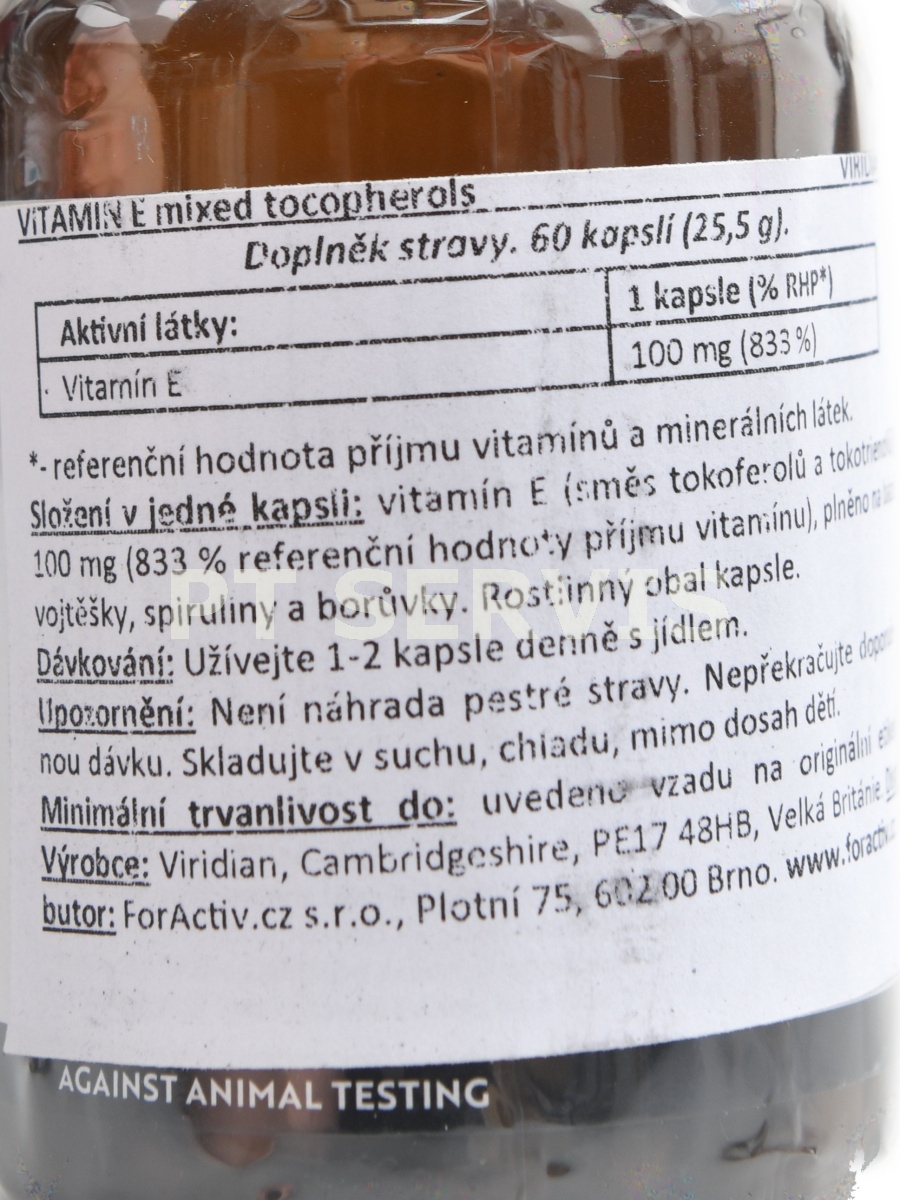 VITAMIN E mixed tocopherols
Doplněk stravy. 60 kapslí (25,5 g).
Aktivní látky:
1 kapsle (% RHP*)
Vitamín E
100 mg (833 %)
*- referenční hodnota příjmu vitamínů a minerálních látek.
Složení v jedné kapsli: vitamín E (směs tokoferolů a
100 mg (833 % referenční hodnoty příjmu vitamínu), plněno na
vojtěšky, spiruliny a borůvky. Rostlinný obal kapsle.
PT SERVIS
Dávkování: Užívejte 1-2 kapsle denně s jídlem.
Upozornění: Není náhrada pestré stravy. Nepřekračujte
nou dávku. Skladujte v suchu, chladu, mimo dosah dětí.
Minimální trvanlivost do: uvedeno vzadu na originální
Výrobce: Viridian, Cambridgeshire, PE17 48HB, Velká Británie.
butor: ForActiv.cz s.r.o., Plotní 75, 602 00 Brno.
AGAINST ANIMAL TESTING